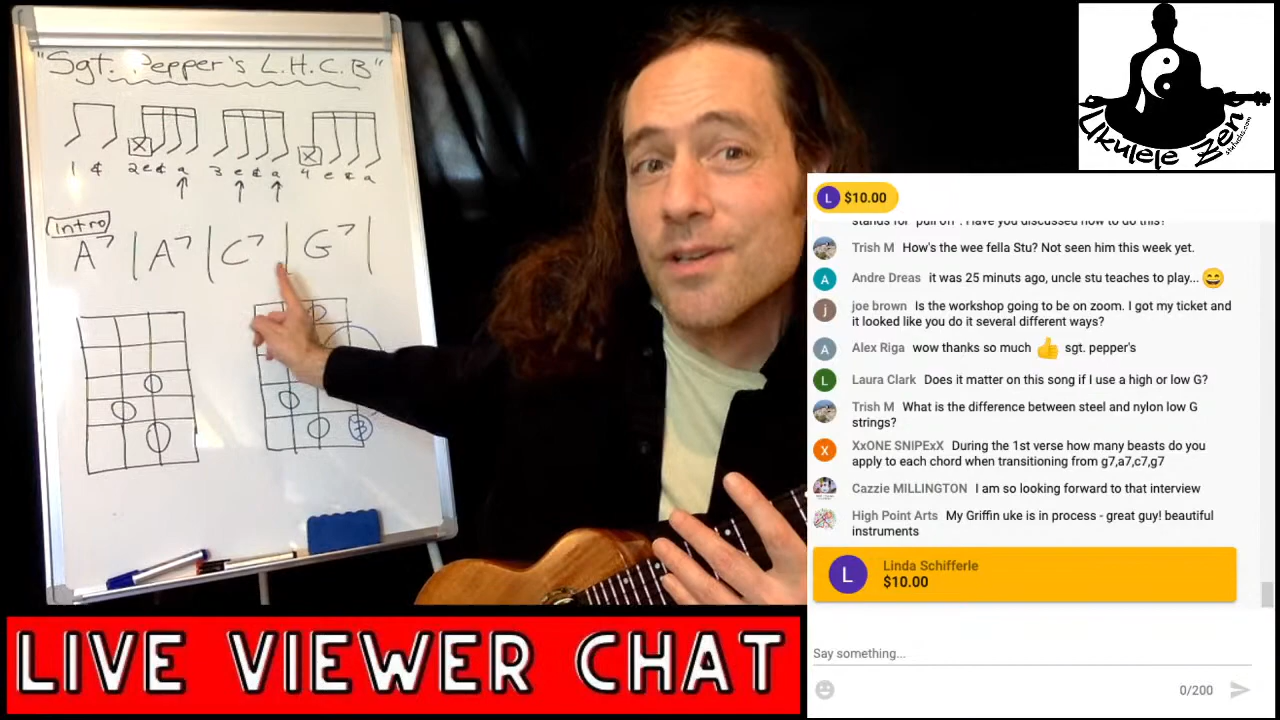 "Sgt. Pepper's L.H.C.B"
1 & 2 e & a 3 e & a 4 e & a
Intro
A7 | A7 | C7 | G7 |
LIVE VIEWER CHAT
Ukulele Zen
L $10.00
stands for "pull off". Have you discussed how to do this?
Trish M How's the wee fella Stu? Not seen him this week yet.
A Andre Dreas it was 25 minuts ago, uncle stu teaches to play... 😄
j joe brown Is the workshop going to be on zoom. I got my ticket and
it looked like you do it several different ways?
A Alex Riga wow thanks so much 👍 sgt. pepper's
L Laura Clark Does it matter on this song if I use a high or low G?
Trish M What is the difference between steel and nylon low G
strings?
X XxONE SNIPExX During the 1st verse how many beasts do you
apply to each chord when transitioning from g7,a7,c7,g7
Cazzie MILLINGTON I am so looking forward to that interview
High Point Arts My Griffin uke is in process - great guy! beautiful
instruments
L Linda Schifferle
$10.00
Say something...
0/200